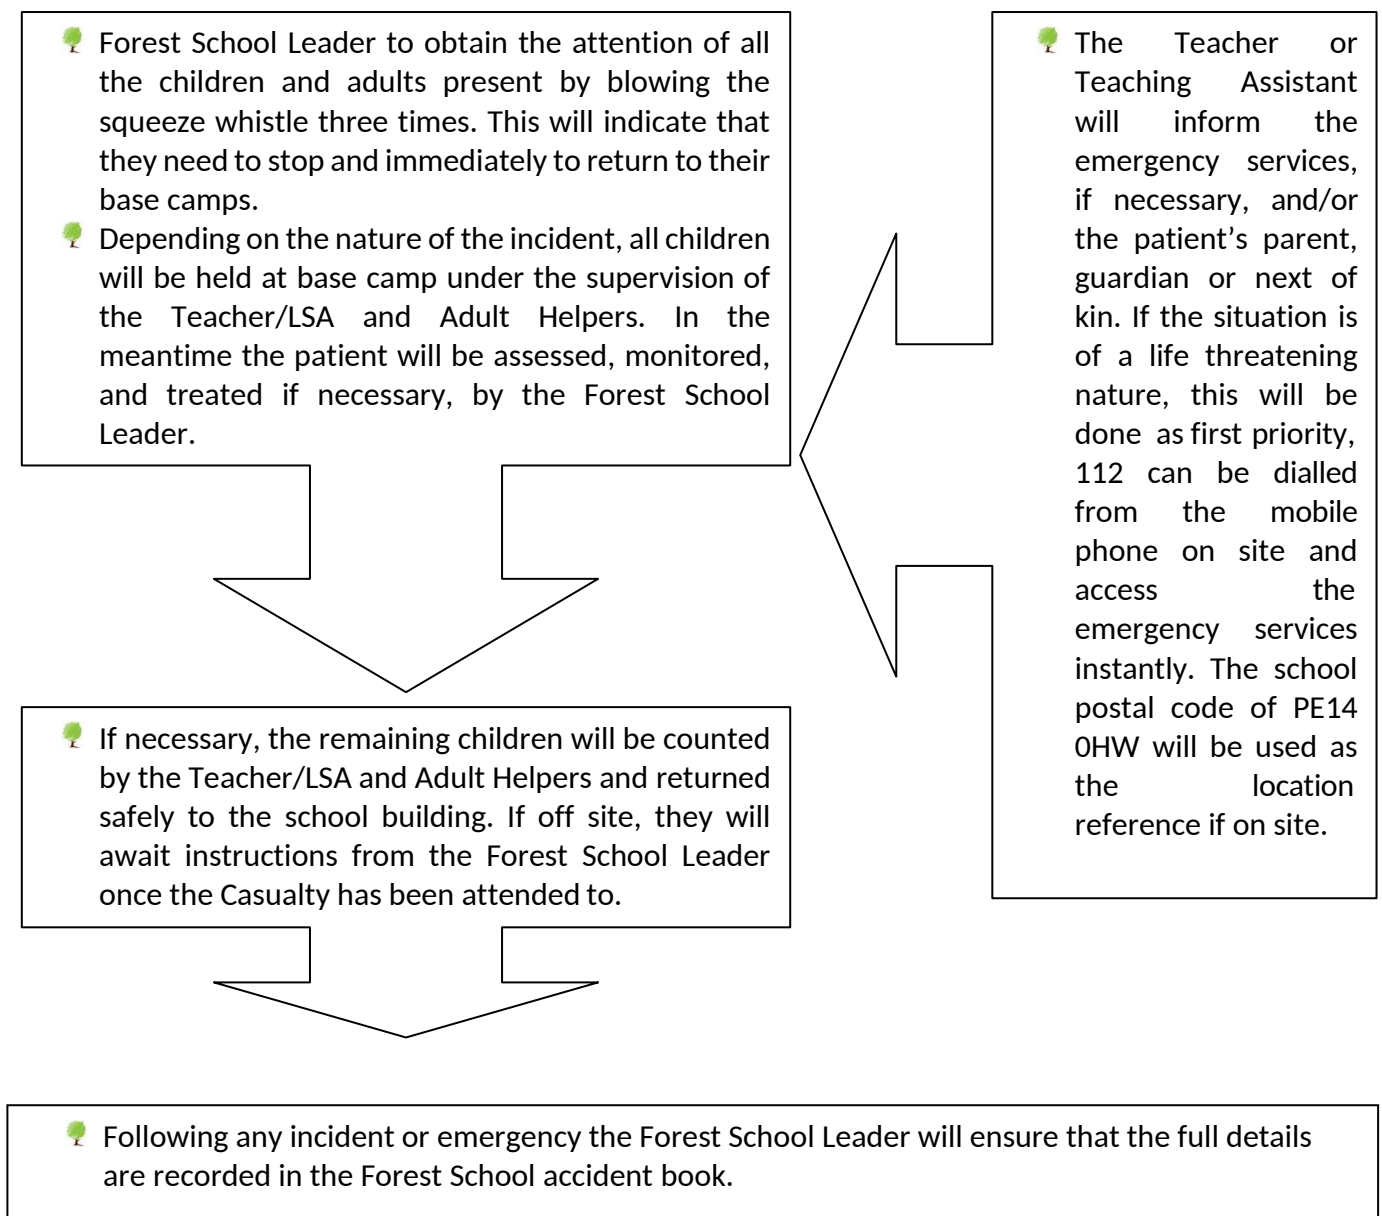 Forest School Leader to obtain the attention of all
the children and adults present by blowing the
squeeze whistle three times. This will indicate that
they need to stop and immediately to return to their
base camps.
Depending on the nature of the incident, all children
will be held at base camp under the supervision of
the Teacher/LSA and Adult Helpers. In the
meantime the patient will be assessed, monitored,
and treated if necessary, by the Forest School
Leader.
The Teacher or
Teaching Assistant
will inform the
emergency services,
if necessary, and/or
the patient’s parent,
guardian or next of
kin. If the situation is
of a life threatening
nature, this will be
done as first priority,
112 can be dialled
from the mobile
phone on site and
access the
emergency services
instantly. The school
postal code of PE14
0HW will be used as
the location
reference if on site.
If necessary, the remaining children will be counted
by the Teacher/LSA and Adult Helpers and returned
safely to the school building. If off site, they will
await instructions from the Forest School Leader
once the Casualty has been attended to.
Following any incident or emergency the Forest School Leader will ensure that the full details
are recorded in the Forest School accident book.